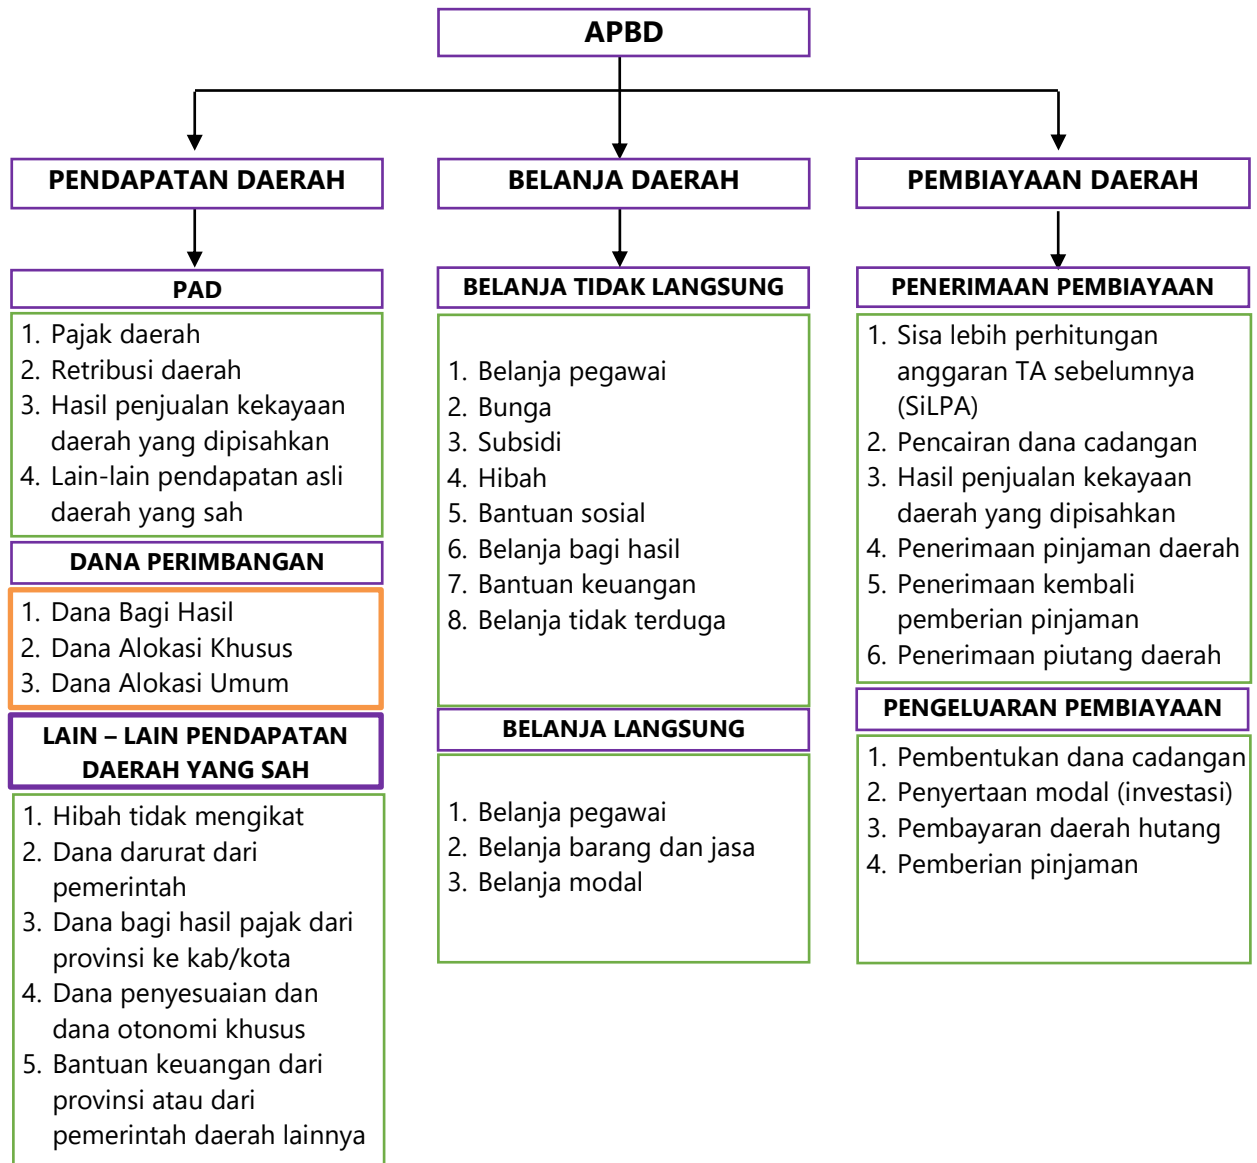 APBD
PENDAPATAN DAERAH
PAD
1. Pajak daerah
2. Retribusi daerah
3. Hasil penjualan kekayaan
daerah yang dipisahkan
4. Lain-lain pendapatan asli
daerah yang sah
DANA PERIMBANGAN
1. Dana Bagi Hasil
2. Dana Alokasi Khusus
3. Dana Alokasi Umum
LAIN – LAIN PENDAPATAN
DAERAH YANG SAH
1. Hibah tidak mengikat
2. Dana darurat dari
pemerintah
3. Dana bagi hasil pajak dari
provinsi ke kab/kota
4. Dana penyesuaian dan
dana otonomi khusus
5. Bantuan keuangan dari
provinsi atau dari
pemerintah daerah lainnya
BELANJA DAERAH
BELANJA TIDAK LANGSUNG
1. Belanja pegawai
2. Bunga
3. Subsidi
4. Hibah
5. Bantuan sosial
6. Belanja bagi hasil
7. Bantuan keuangan
8. Belanja tidak terduga
BELANJA LANGSUNG
1. Belanja pegawai
2. Belanja barang dan jasa
3. Belanja modal
PEMBIAYAAN DAERAH
PENERIMAAN PEMBIAYAAN
1. Sisa lebih perhitungan
anggaran TA sebelumnya
(SiLPA)
2. Pencairan dana cadangan
3. Hasil penjualan kekayaan
daerah yang dipisahkan
4. Penerimaan pinjaman daerah
5. Penerimaan kembali
pemberian pinjaman
6. Penerimaan piutang daerah
PENGELUARAN PEMBIAYAAN
1. Pembentukan dana cadangan
2. Penyertaan modal (investasi)
3. Pembayaran daerah hutang
4. Pemberian pinjaman